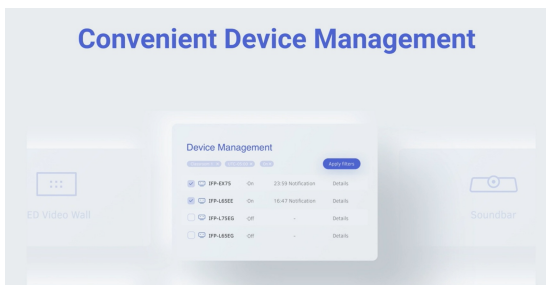 Convenient Device Management
Device Management
Apply filters
IFP-EX75 On 23:59 Notification Details
IFP-L65EE On 16:47 Notification Details
IFP-L75EG Off - Details
IFP-L65EG Off - Details
ED Video Wall
Soundbar